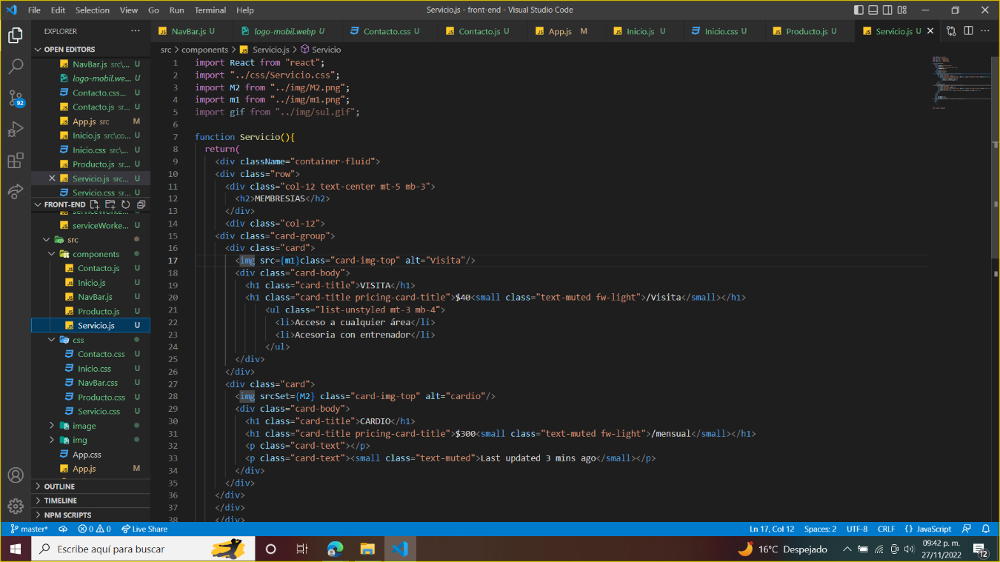 File Edit Selection View Go Run Terminal Help Servicio.js - front-end - Visual Studio Code
EXPLORER
NavBar.js U logo-mobil.webp U Contacto.css U Contacto.js U App.js M Inicio.js U Inicio.css U Producto.js U Servicio.js U
OPEN EDITORS
NavBar.js src\... U
logo-mobil.we... U
Contacto.css... U
Contacto.js sr... U
App.js src M
Inicio.js src\co... U
Inicio.css src\... U
Producto.js sr... U
Servicio.js src... U
Servicio.css sr... U
FRONT-END
serviceWorke... U
serviceWorke... U
src
components
Contacto.js U
Inicio.js U
NavBar.js U
Producto.js U
Servicio.js U
css
Contacto.css U
Inicio.css U
NavBar.css U
Producto.css U
Servicio.css U
image
img
App.css
App.js M
OUTLINE
TIMELINE
NPM SCRIPTS
92
src > components > Servicio.js > Servicio
1 import React from "react";
2 import "../css/Servicio.css";
3 import M2 from "../img/M2.png";
4 import m1 from "../img/m1.png";
5 import gif from "../img/sul.gif";
6
7 function Servicio(){
8 return(
9 <div className="container-fluid">
10 <div class="row">
11 <div class="col-12 text-center mt-5 mb-3">
12 <h2>MEMBRESIAS</h2>
13 </div>
14 <div class="col-12">
15 <div class="card-group">
16 <div class="card">
17 <img src={m1}class="card-img-top" alt="Visita"/>
18 <div class="card-body">
19 <h1 class="card-title">VISITA</h1>
20 <h1 class="card-title pricing-card-title">$40<small class="text-muted fw-light">/Visita</small></h1>
21 <ul class="list-unstyled mt-3 mb-4">
22 <li>Acceso a cualquier área</li>
23 <li>Acesoria con entrenador</li>
24 </ul>
25 </div>
26 </div>
27 <div class="card">
28 <img srcSet={M2} class="card-img-top" alt="cardio"/>
29 <div class="card-body">
30 <h1 class="card-title">CARDIO</h1>
31 <h1 class="card-title pricing-card-title">$300<small class="text-muted fw-light">/mensual</small></h1>
32 <p class="card-text"></p>
33 <p class="card-text"><small class="text-muted">Last updated 3 mins ago</small></p>
34 </div>
35 </div>
36 </div>
37 </div>
38 </div>
master* 0 0 Live Share Ln 17, Col 12 Spaces: 2 UTF-8 CRLF {} JavaScript
Escribe aquí para buscar 16°C Despejado 09:42 p. m.
27/11/2022 12